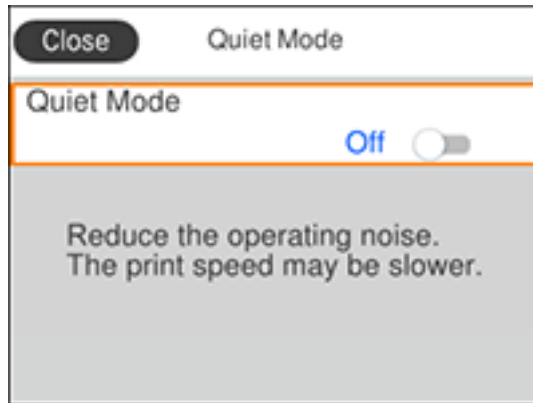 Close
Quiet Mode
Quiet Mode
Off
Reduce the operating noise.
The print speed may be slower.